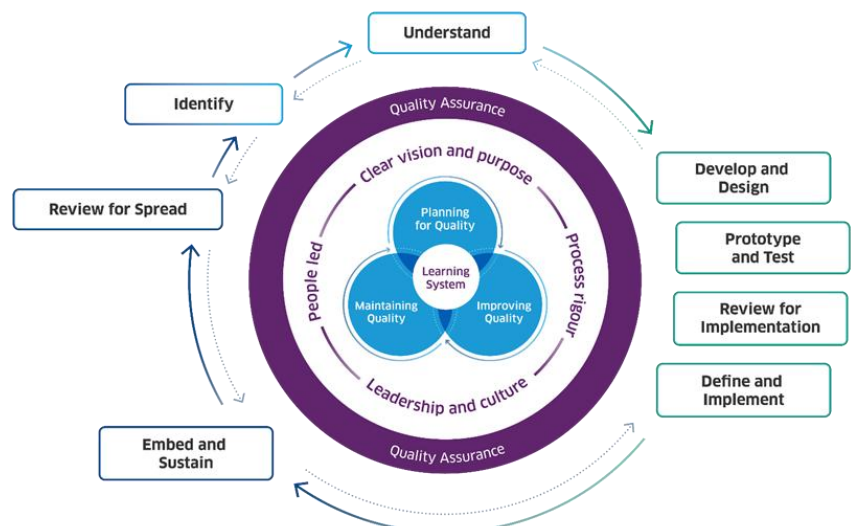 Understand
Identify
Quality Assurance
Clear vision and purpose
Develop and
Design
Review for Spread
Planning
for Quality
Prototype
and Test
People led
Process rigour
Learning
System
Maintaining
Quality
Improving
Quality
Review for
Implementation
Leadership and culture
Define and
Implement
Embed and
Sustain
Quality Assurance